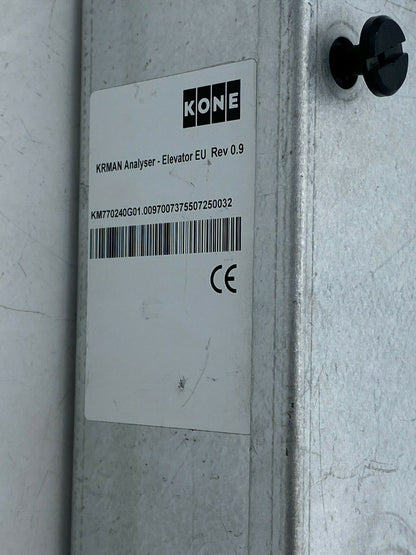 KONE
KRMAN Analyser - Elevator EU Rev 0.9
KM770240G01.0097007375507250032
CE